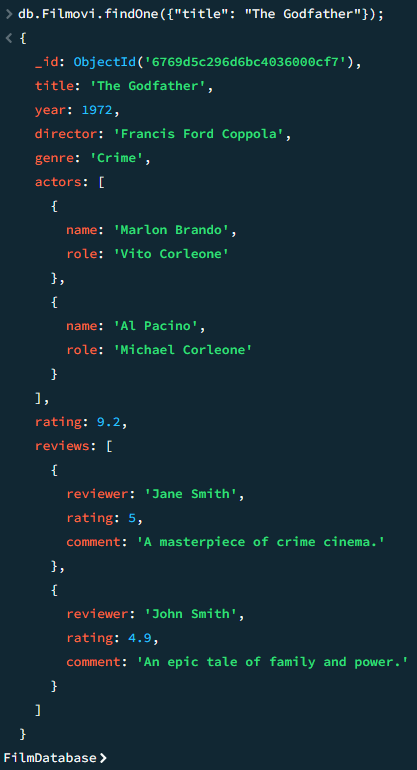 > db.Filmovi.findOne({"title": "The Godfather"});
< {
_id: ObjectId('6769d5c296d6bc4036000cf7'),
title: 'The Godfather',
year: 1972,
director: 'Francis Ford Coppola',
genre: 'Crime',
actors: [
{
name: 'Marlon Brando',
role: 'Vito Corleone'
},
{
name: 'Al Pacino',
role: 'Michael Corleone'
}
],
rating: 9.2,
reviews: [
{
reviewer: 'Jane Smith',
rating: 5,
comment: 'A masterpiece of crime cinema.'
},
{
reviewer: 'John Smith',
rating: 4.9,
comment: 'An epic tale of family and power.'
}
]
}
FilmDatabase>